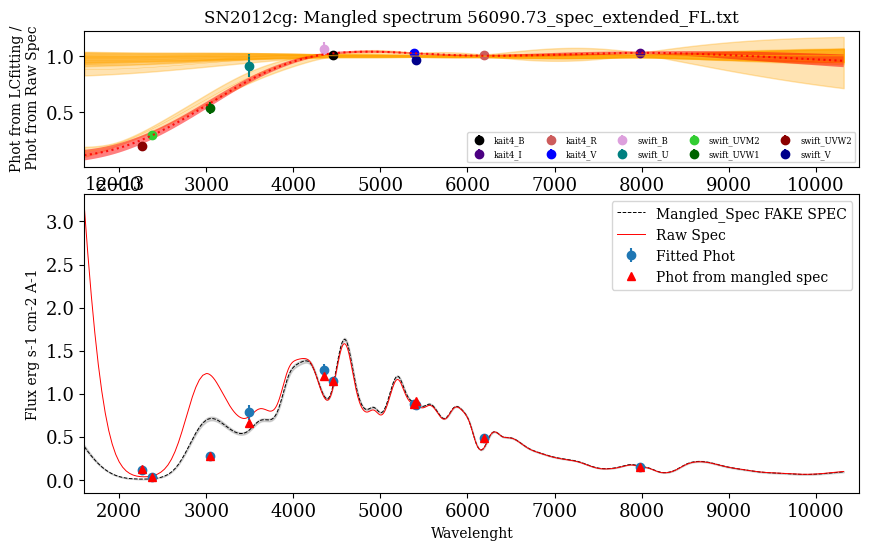 SN2012cg: Mangled spectrum 56090.73_spec_extended_FL.txt
Phot from LCfitting /
Phot from Raw Spec
1.0
0.5
kait4_B kait4_R swift_B swift_UVM2 swift_UVW2
kait4_I kait4_V swift_U swift_UVW1 swift_V
2000 3000 4000 5000 6000 7000 8000 9000 10000
1e−13
Flux erg s-1 cm-2 A-1
3.0
2.5
2.0
1.5
1.0
0.5
0.0
Mangled_Spec FAKE SPEC
Raw Spec
Fitted Phot
Phot from mangled spec
2000 3000 4000 5000 6000 7000 8000 9000 10000
Wavelenght